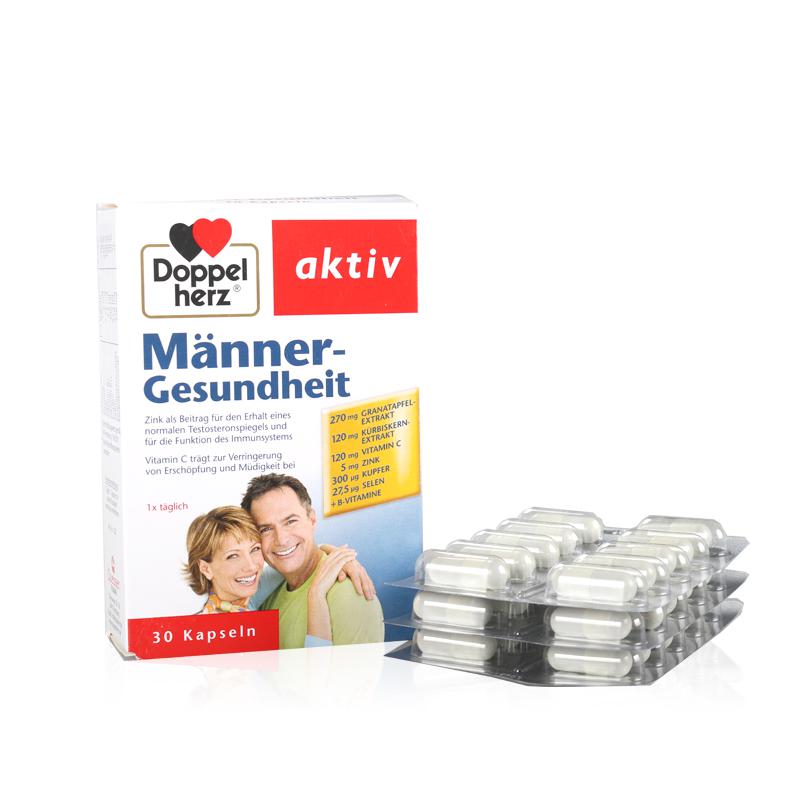 Doppel
herz®
aktiv
Männer-
Gesundheit
Zink als Beitrag für den Erhalt eines
normalen Testosteronspiegels und
für die Funktion des Immunsystems
Vitamin C trägt zur Verringerung
von Erschöpfung und Müdigkeit bei
1x täglich
270 mg GRANATAPFEL-
EXTRAKT
120 mg KÜRBISKERN-
EXTRAKT
120 mg VITAMIN C
5 mg ZINK
300 µg KUPFER
27,5 µg SELEN
+ B-VITAMINE
30 Kapseln